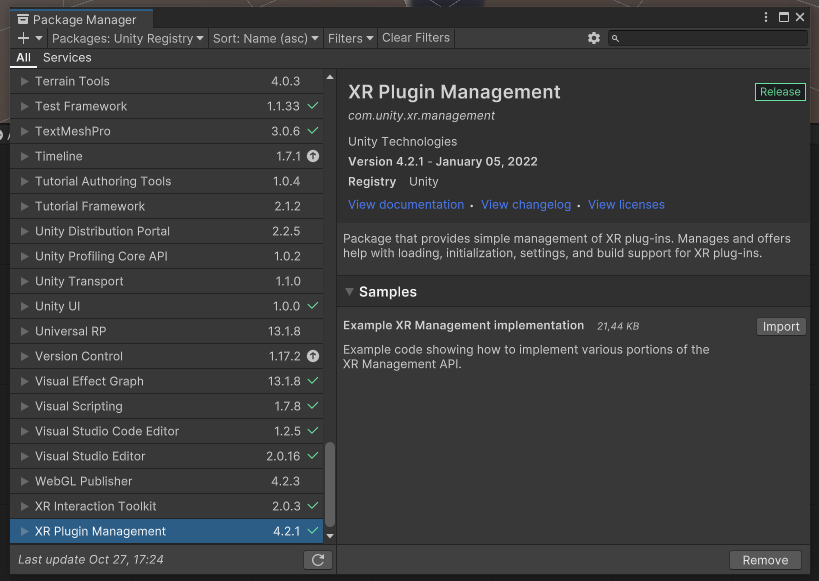 Package Manager
Packages: Unity Registry
Sort: Name (asc)
Filters
Clear Filters
All
Services
Terrain Tools 4.0.3
Test Framework 1.1.33
TextMeshPro 3.0.6
Timeline 1.7.1
Tutorial Authoring Tools 1.0.4
Tutorial Framework 2.1.2
Unity Distribution Portal 2.2.5
Unity Profiling Core API 1.0.2
Unity Transport 1.1.0
Unity UI 1.0.0
Universal RP 13.1.8
Version Control 1.17.2
Visual Effect Graph 13.1.8
Visual Scripting 1.7.8
Visual Studio Code Editor 1.2.5
Visual Studio Editor 2.0.16
WebGL Publisher 4.2.3
XR Interaction Toolkit 2.0.3
XR Plugin Management 4.2.1
Last update Oct 27, 17:24
XR Plugin Management
Release
com.unity.xr.management
Unity Technologies
Version 4.2.1 - January 05, 2022
Registry Unity
View documentation • View changelog • View licenses
Package that provides simple management of XR plug-ins. Manages and offers
help with loading, initialization, settings, and build support for XR plug-ins.
Samples
Example XR Management implementation 21,44 KB
Import
Example code showing how to implement various portions of the
XR Management API.
Remove